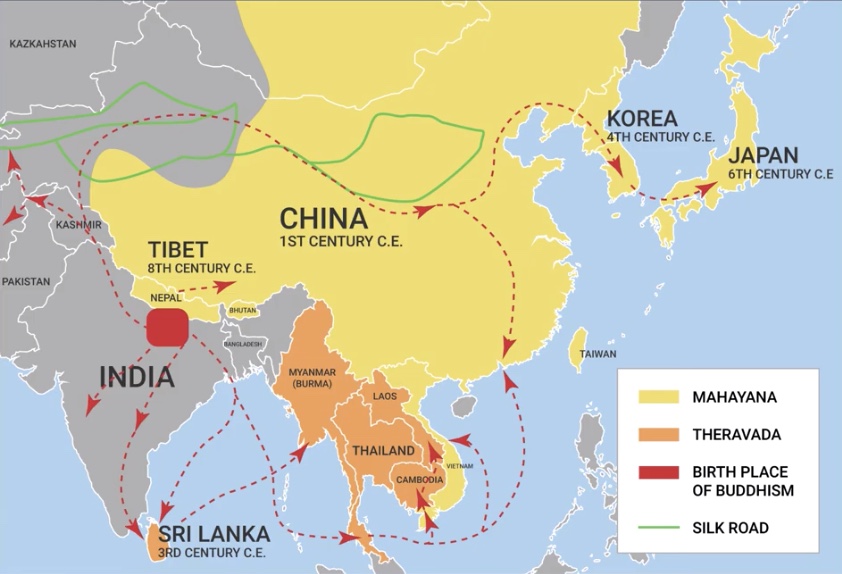 KAZKAHSTAN
KOREA
4TH CENTURY C.E.
JAPAN
6TH CENTURY C.E
CHINA
1ST CENTURY C.E.
KASHMIR
TIBET
8TH CENTURY C.E.
PAKISTAN
NEPAL
BHUTAN
BANGLADESH
INDIA
TAIWAN
MYANMAR
(BURMA)
LAOS
THAILAND
VIETNAM
CAMBODIA
SRI LANKA
3RD CENTURY C.E.
MAHAYANA
THERAVADA
BIRTH PLACE
OF BUDDHISM
SILK ROAD